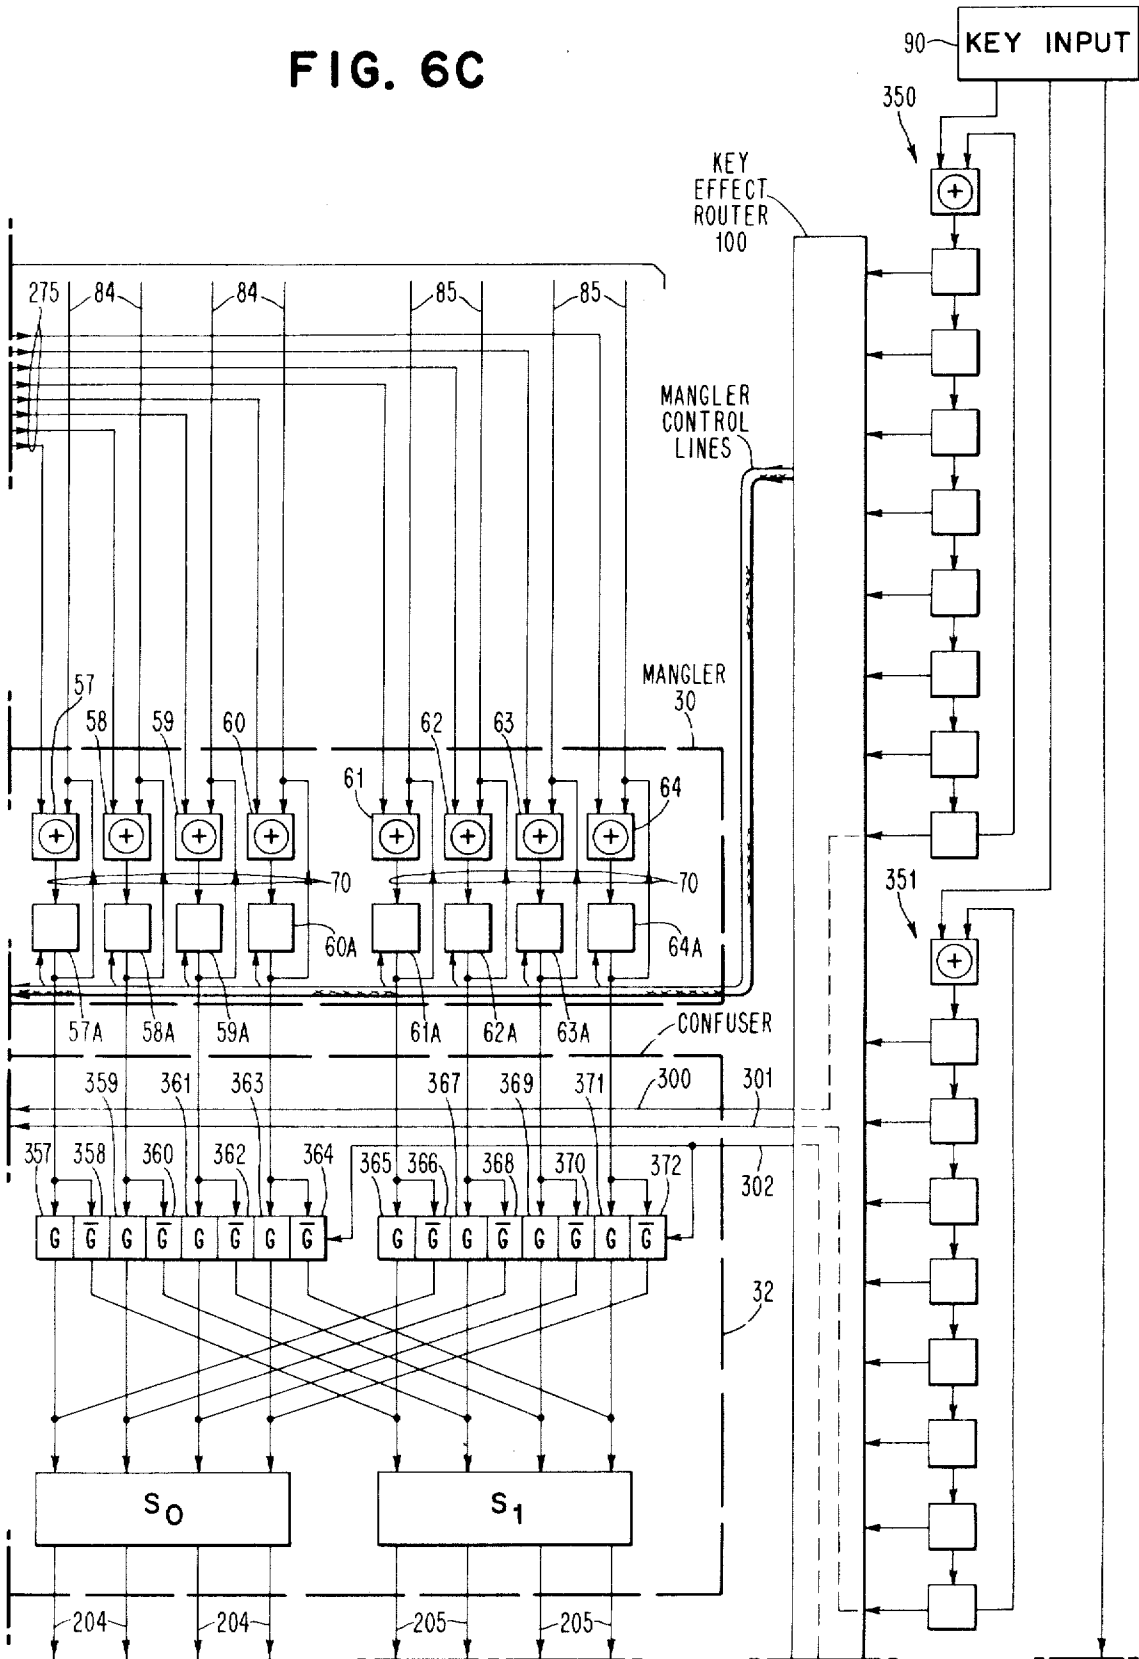 FIG. 6C
90
KEY INPUT
350
KEY
EFFECT
ROUTER
100
275
84
84
85
85
MANGLER
CONTROL
LINES
MANGLER
30
57
58
59
60
61
62
63
64
+ + + + + + + +
+
70
70
60A
64A
57A
58A
59A
61A
62A
63A
351
+
CONFUSER
300
301
302
359 361 363 367 369 371
357 358 360 362 364 365 366 368 370 372
G G̅ G G̅ G G̅ G G̅ G G̅ G G̅ G G̅ G G̅
32
S0 S1
204 204 205 205